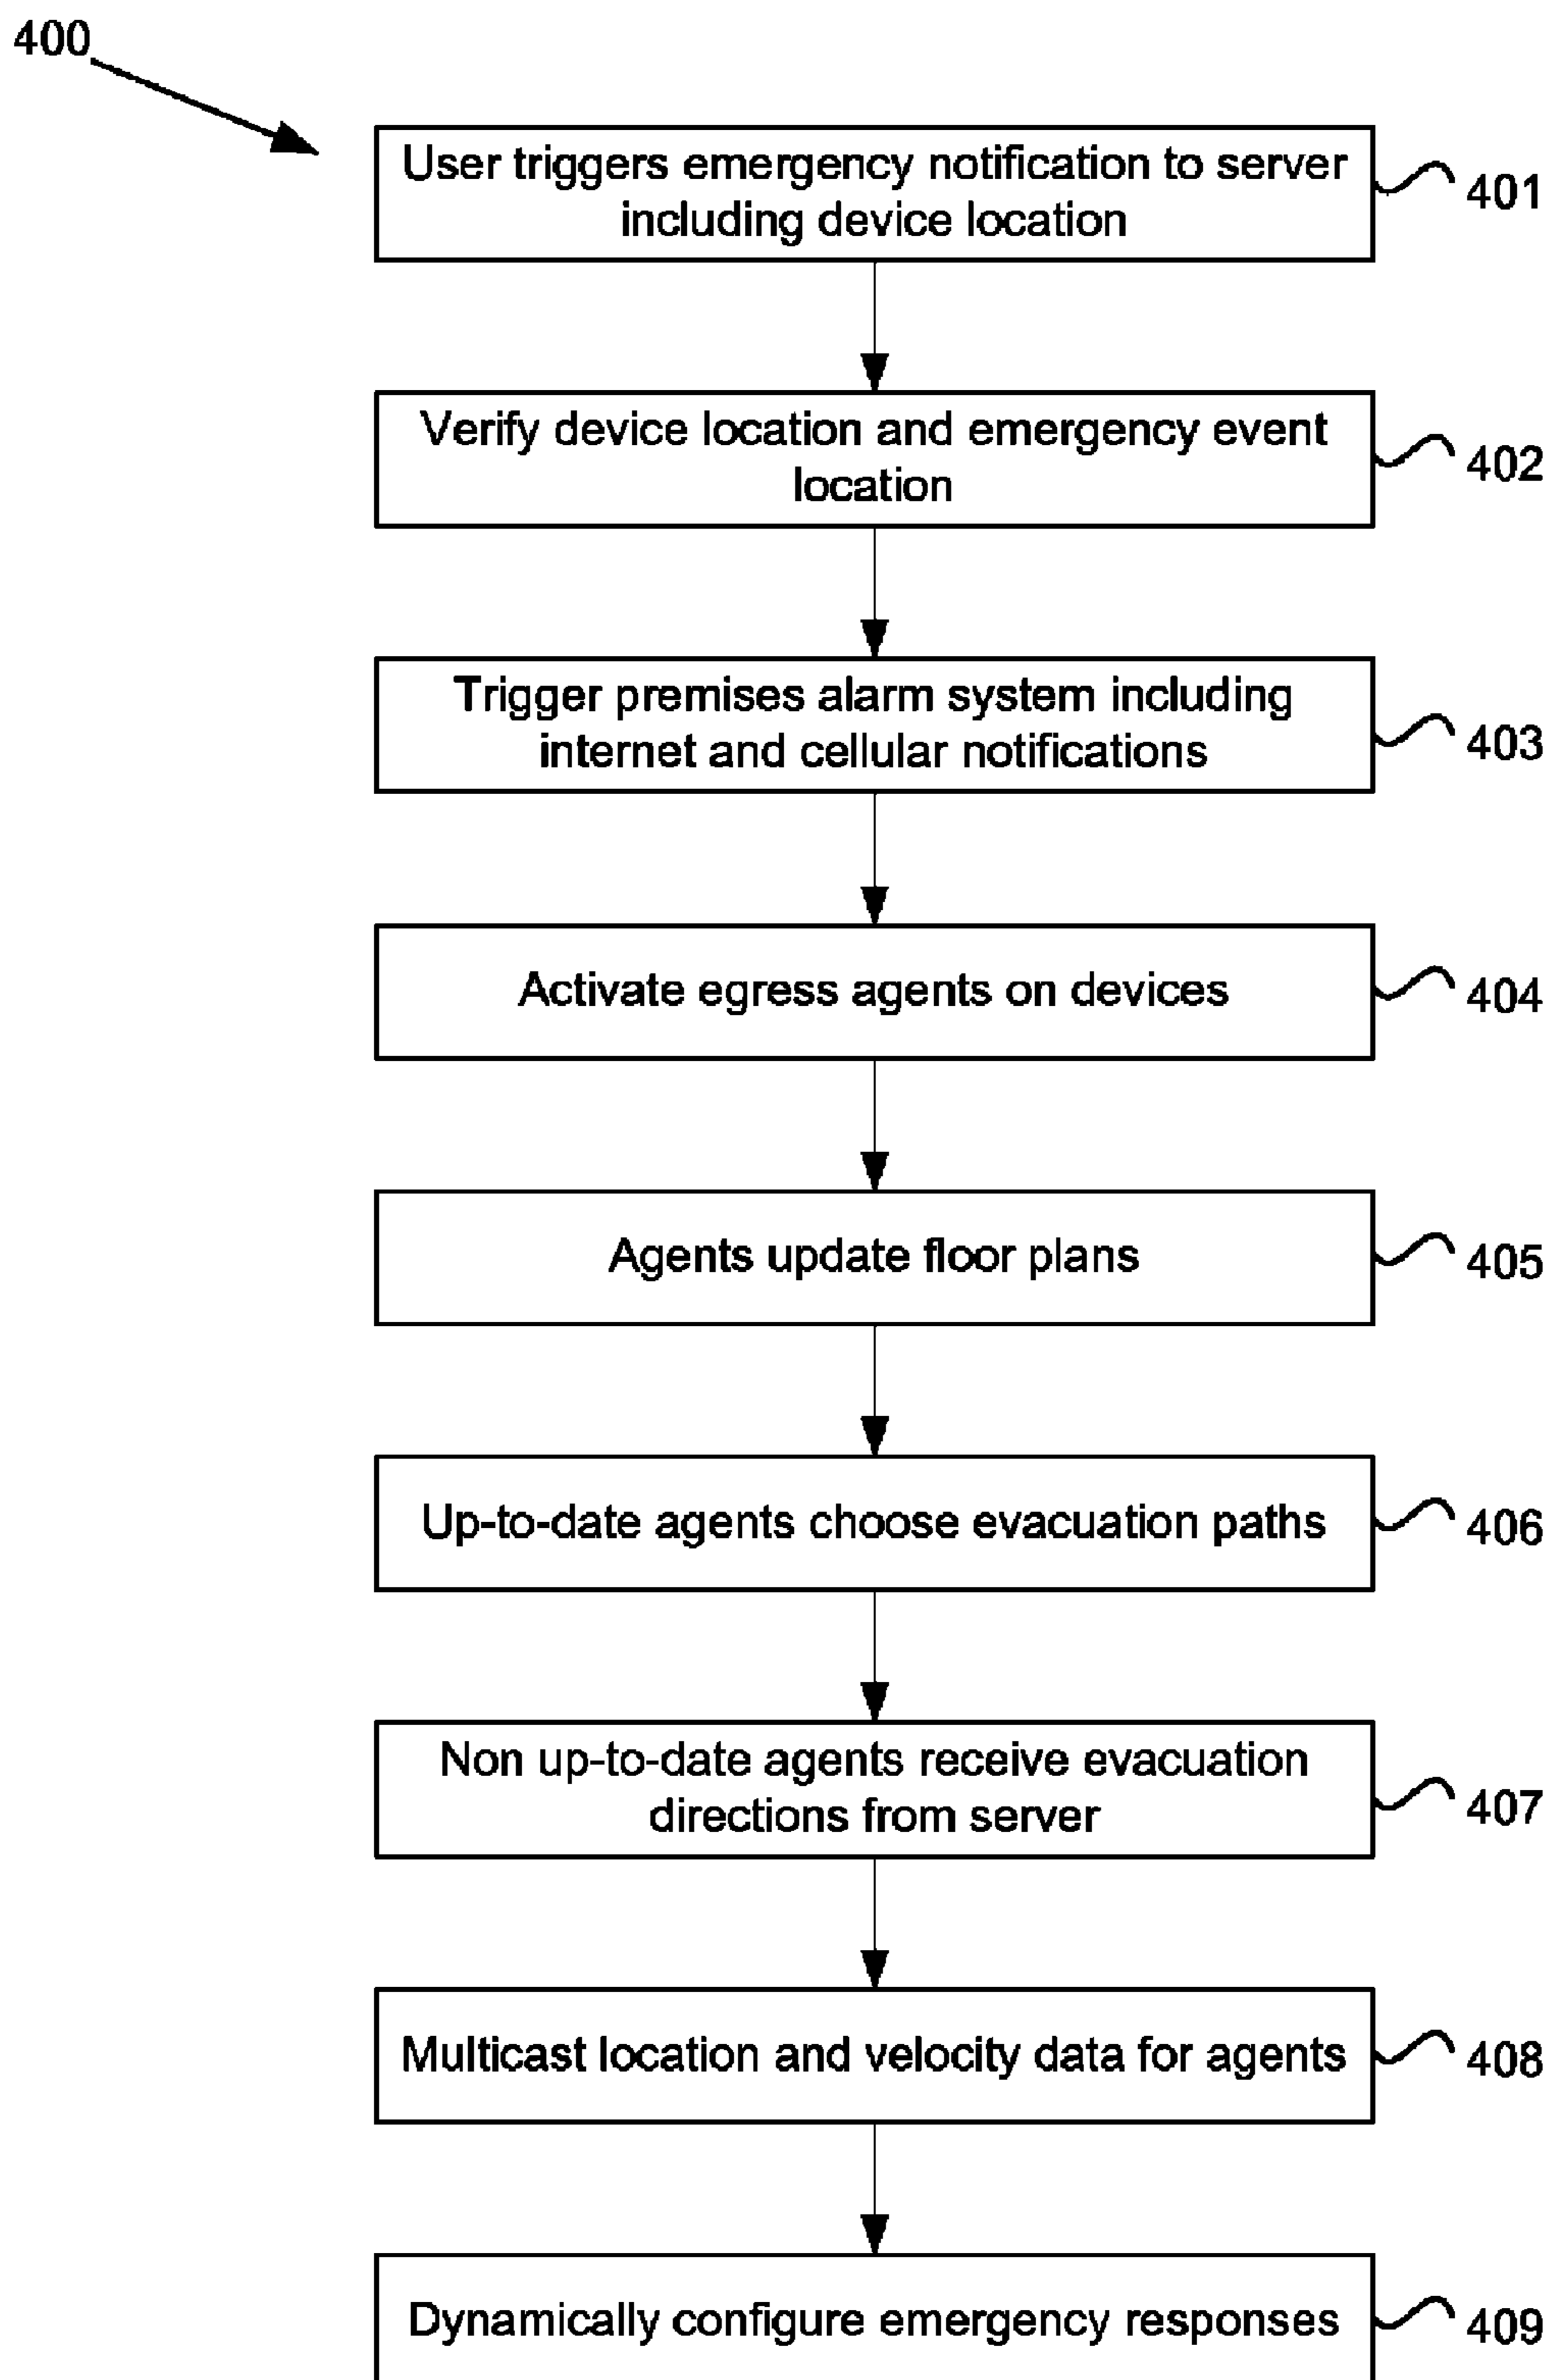 400
User triggers emergency notification to server
including device location
401
Verify device location and emergency event
location
402
Trigger premises alarm system including
internet and cellular notifications
403
Activate egress agents on devices
404
Agents update floor plans
405
Up-to-date agents choose evacuation paths
406
Non up-to-date agents receive evacuation
directions from server
407
Multicast location and velocity data for agents
408
Dynamically configure emergency responses
409